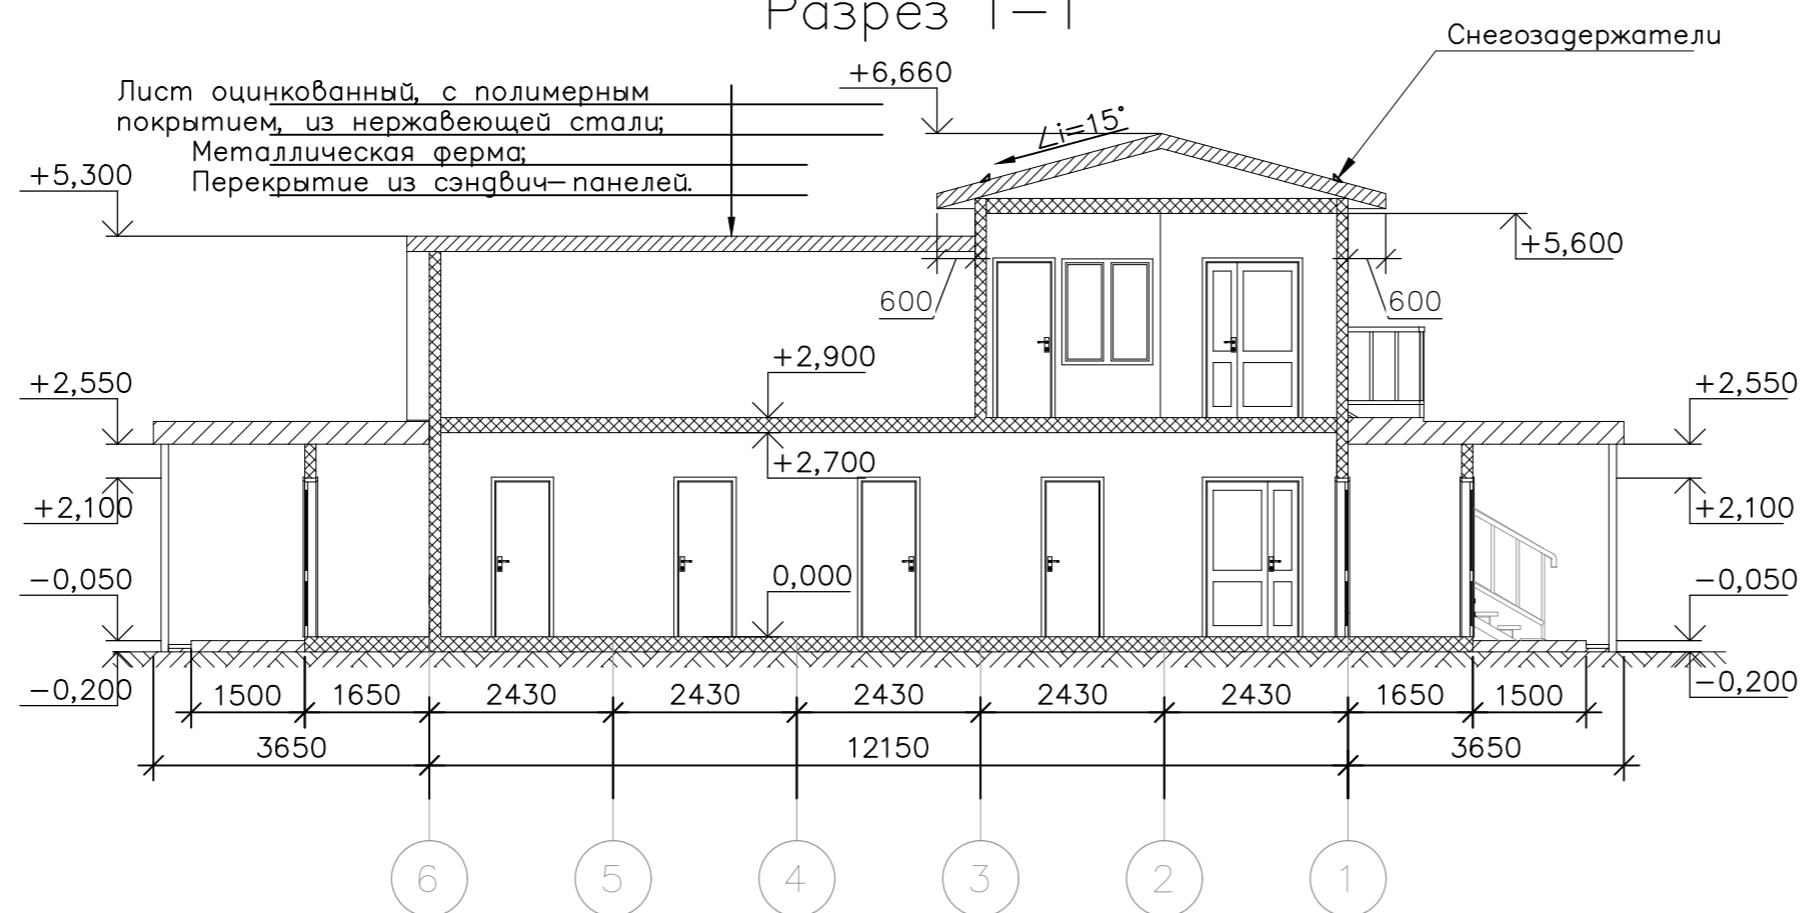 Разрез 1-1
Снегозадержатели
+6,660
Лист оцинкованный, с полимерным
покрытием, из нержавеющей стали;
Металлическая ферма;
Перекрытие из сэндвич-панелей.
∠i=15°
+5,300
+5,600
600
600
+2,900
+2,550
+2,550
+2,700
+2,100
+2,100
-0,050
0,000
-0,050
-0,200
-0,200
1500 1650 2430 2430 2430 2430 2430 1650 1500
3650 12150 3650
6 5 4 3 2 1